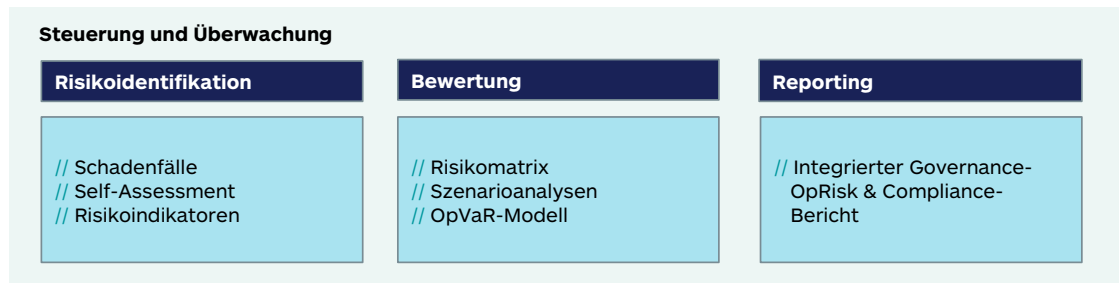 Steuerung und Überwachung
Risikoidentifikation
// Schadenfälle
// Self-Assessment
// Risikoindikatoren
Bewertung
// Risikomatrix
// Szenarioanalysen
// OpVaR-Modell
Reporting
// Integrierter Governance-
OpRisk & Compliance-
Bericht